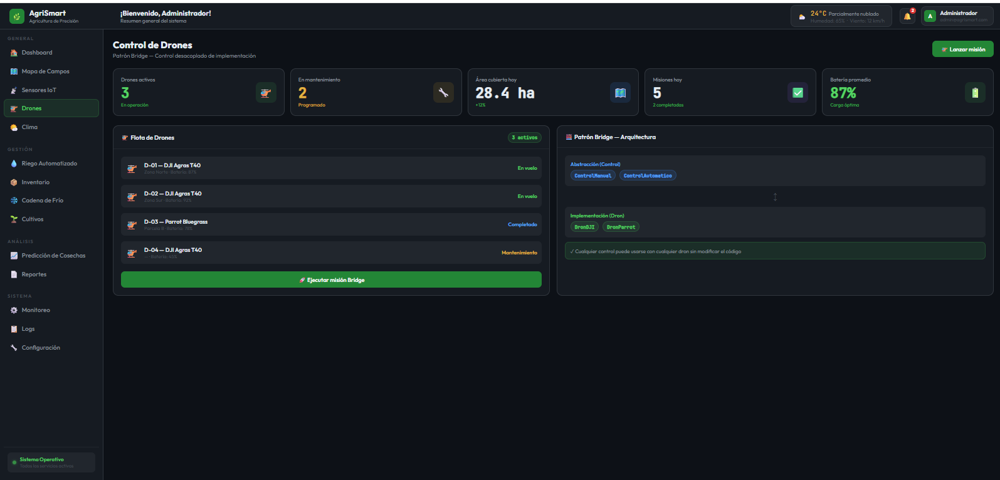 AgriSmart
Agricultura de Precisión
¡Bienvenido, Administrador!
Resumen general del sistema
24°C Parcialmente nublado
Humedad: 65% · Viento: 12 km/h
2
A
Administrador
admin@agrismart.com
GENERAL
Dashboard
Mapa de Campos
Sensores IoT
Drones
Clima
GESTIÓN
Riego Automatizado
Inventario
Cadena de Frío
Cultivos
ANÁLISIS
Predicción de Cosechas
Reportes
SISTEMA
Monitoreo
Logs
Configuración
Sistema Operativo
Todos los servicios activos
Control de Drones
Patrón Bridge — Control desacoplado de implementación
Lanzar misión
Drones activos
3
En operación
En mantenimiento
2
Programado
Área cubierta hoy
28.4 ha
+12%
Misiones hoy
5
2 completadas
Batería promedio
87%
Carga óptima
Flota de Drones
3 activos
D-01 — DJI Agras T40
Zona Norte · Batería: 87%
En vuelo
D-02 — DJI Agras T40
Zona Sur · Batería: 92%
En vuelo
D-03 — Parrot Bluegrass
Parcela B · Batería: 78%
Completado
D-04 — DJI Agras T40
— · Batería: 45%
Mantenimiento
Ejecutar misión Bridge
Patrón Bridge — Arquitectura
Abstracción (Control)
ControlManual ControlAutomatico
↕
Implementación (Dron)
DronDJI DronParrot
✓ Cualquier control puede usarse con cualquier dron sin modificar el código